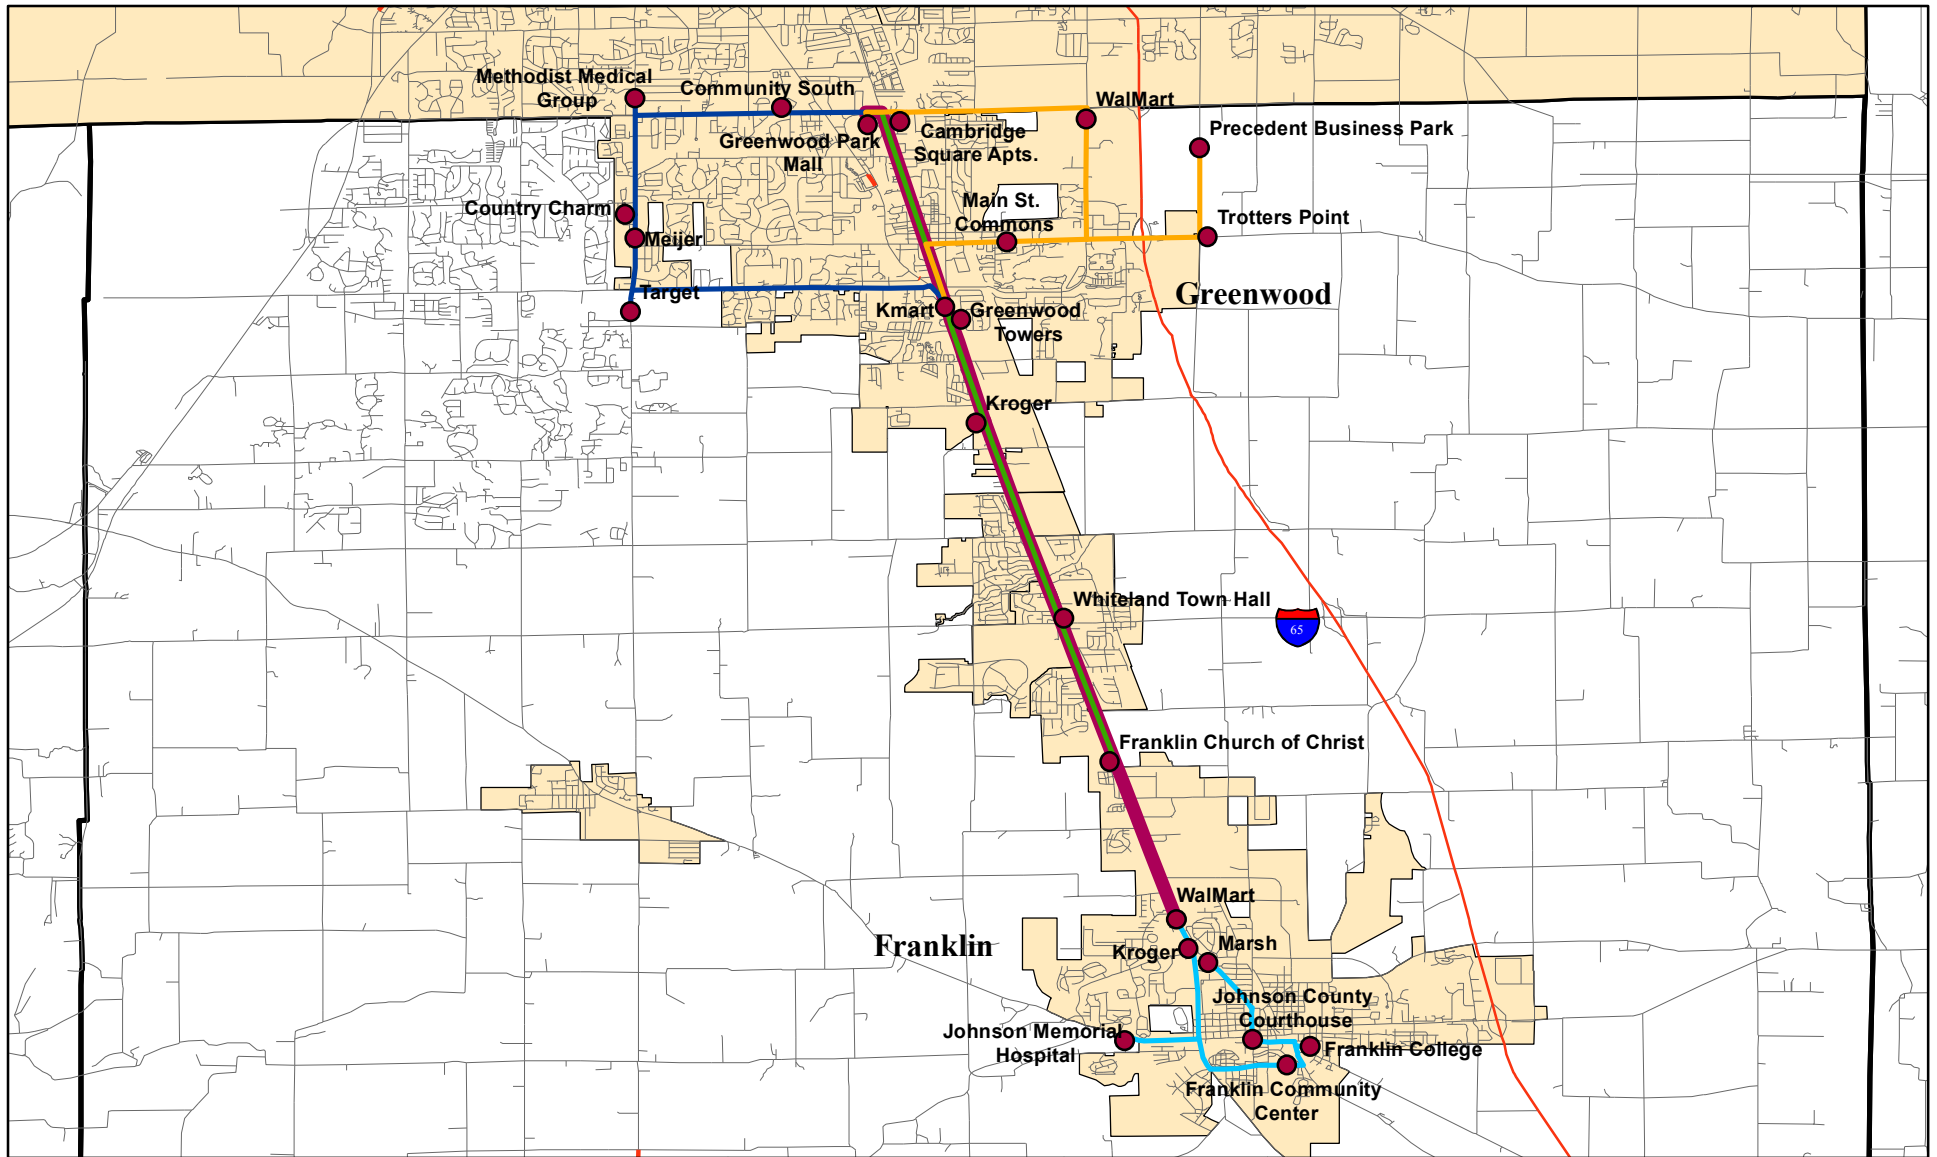 Methodist Medical
Group
Community South
WalMart
Greenwood Park
Mall
Cambridge
Square Apts.
Precedent Business Park
Country Charm
Main St.
Commons
Trotters Point
Meijer
Target
Greenwood
Kmart
Greenwood
Towers
Kroger
Whiteland Town Hall
65
Franklin Church of Christ
WalMart
Franklin
Kroger
Marsh
Johnson County
Courthouse
Johnson Memorial
Hospital
Franklin College
Franklin Community
Center